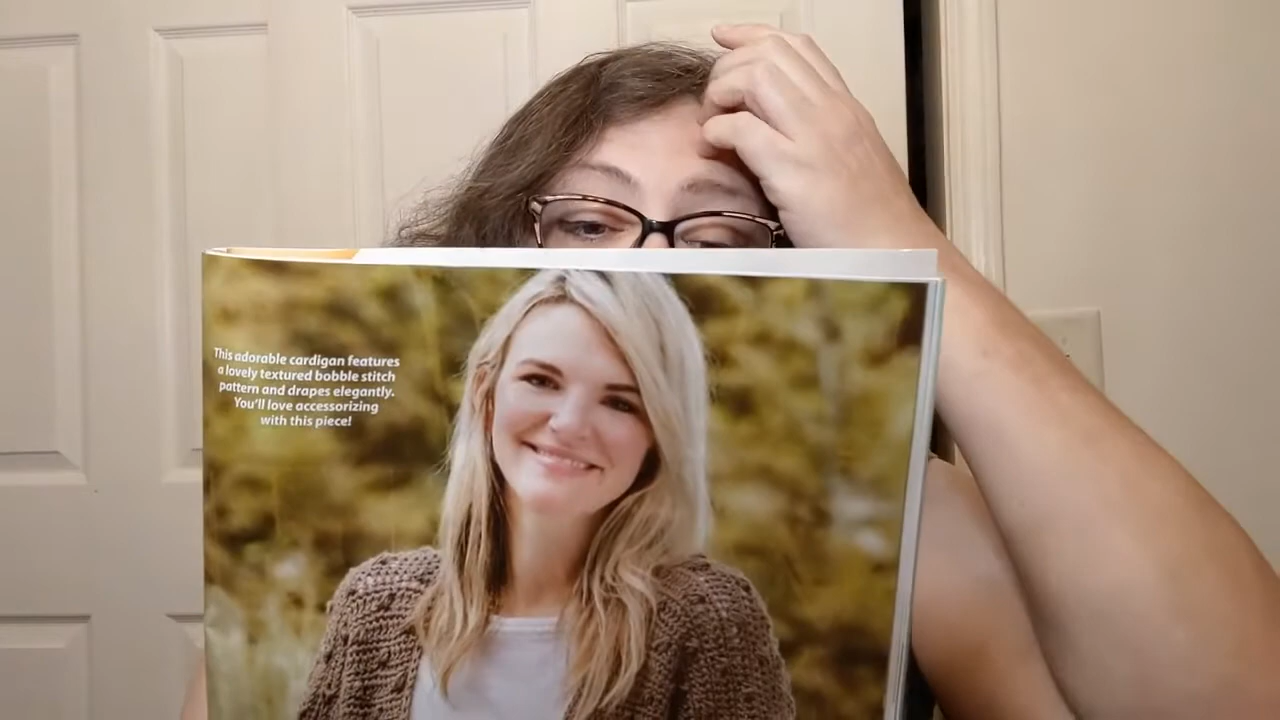 This adorable cardigan features
a lovely textured bobble stitch
pattern and drapes elegantly.
You'll love accessorizing
with this piece!